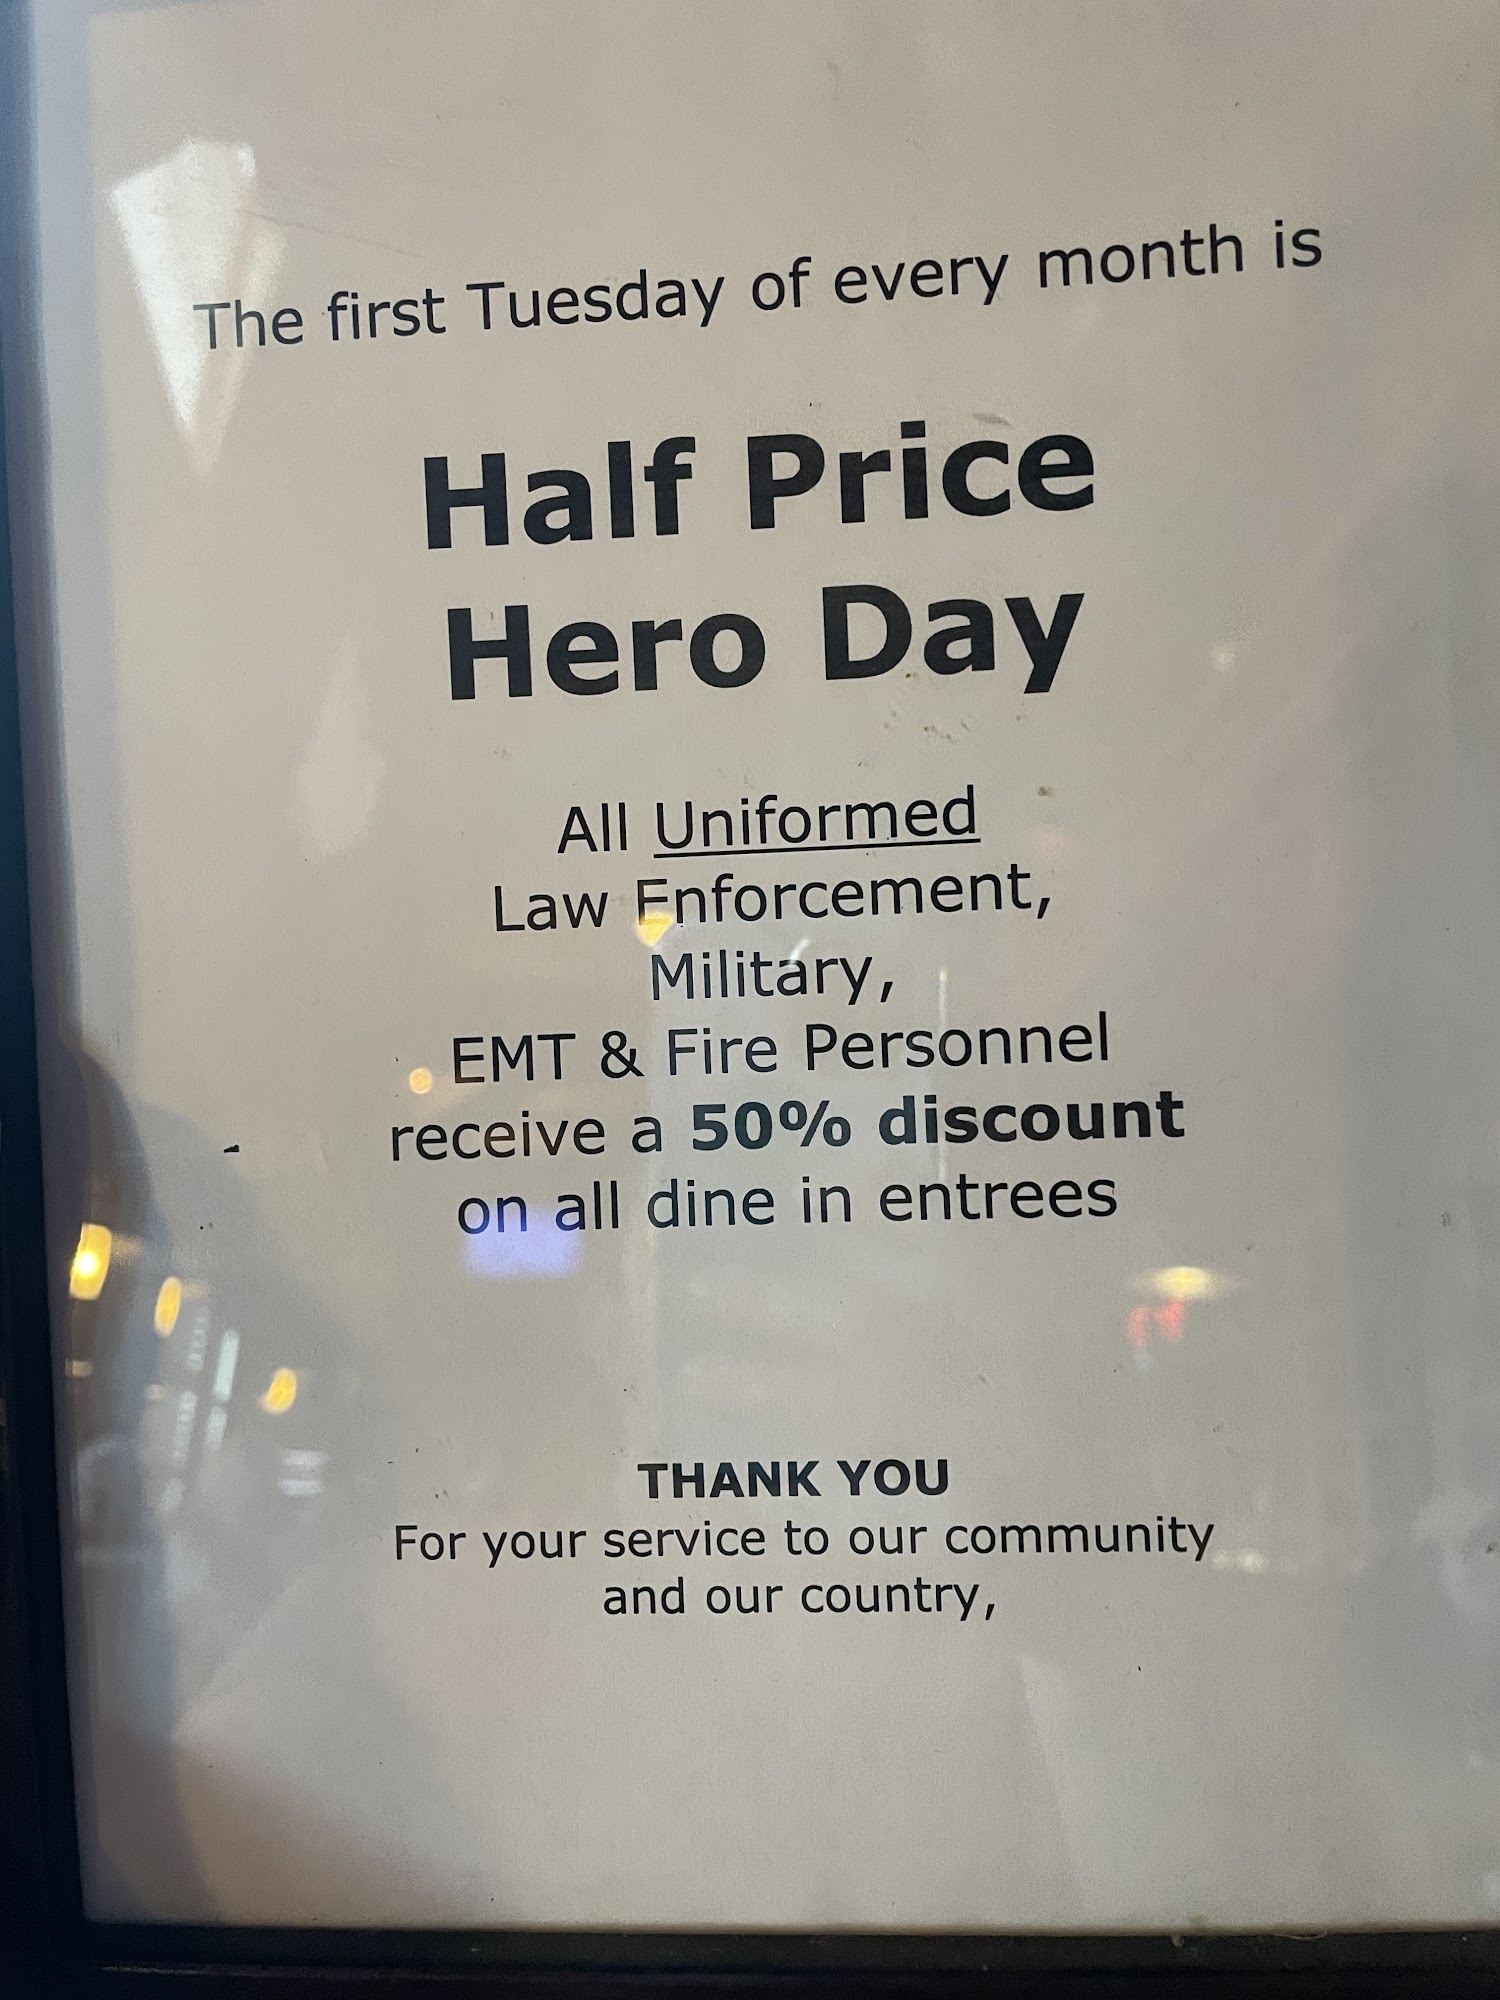 The first Tuesday of every month is
Half Price
Hero Day
All Uniformed
Law Enforcement,
Military,
EMT & Fire Personnel
receive a 50% discount
on all dine in entrees
THANK YOU
For your service to our community
and our country,